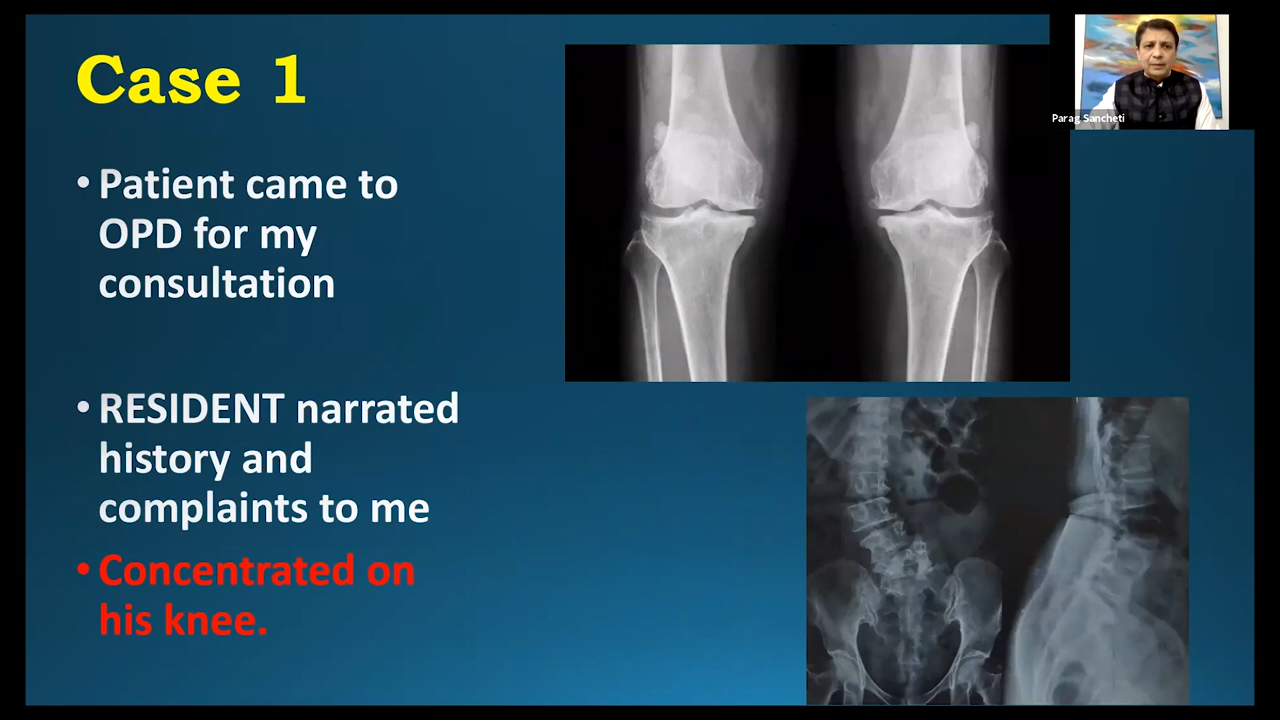 Case 1
• Patient came to
OPD for my
consultation
• RESIDENT narrated
history and
complaints to me
• Concentrated on
his knee.
Parag Sancheti